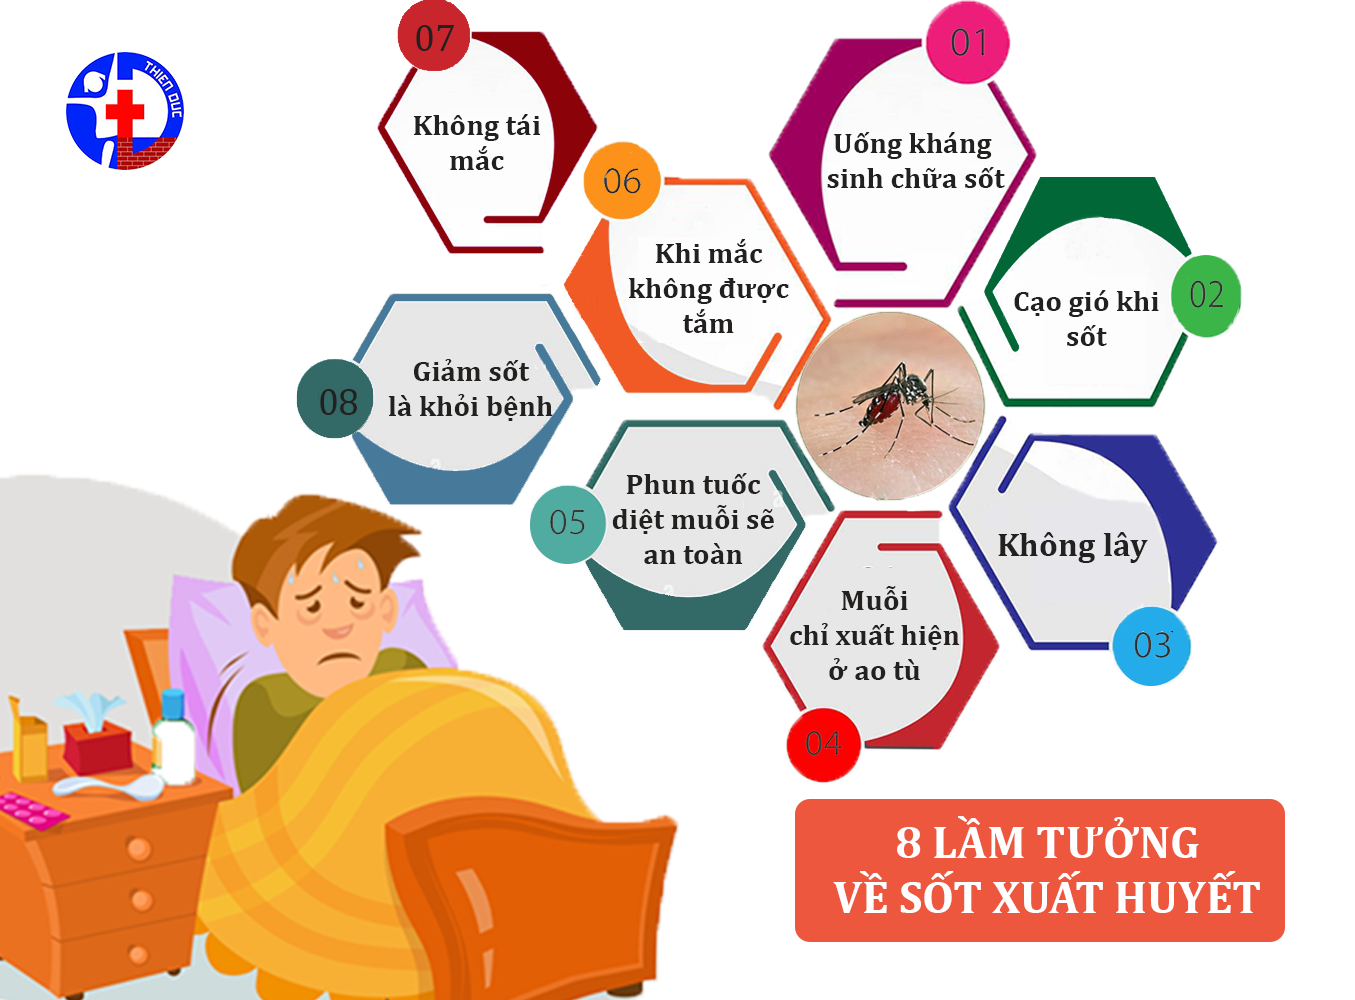 THIEN DUC
01
Uống kháng
sinh chữa sốt
02
Cạo gió khi
sốt
03
Không lây
04
Muỗi
chỉ xuất hiện
ở ao tù
05
Phun tuốc
diệt muỗi sẽ
an toàn
06
Khi mắc
không được
tắm
07
Không tái
mắc
08
Giảm sốt
là khỏi bệnh
8 LẦM TƯỞNG
VỀ SỐT XUẤT HUYẾT